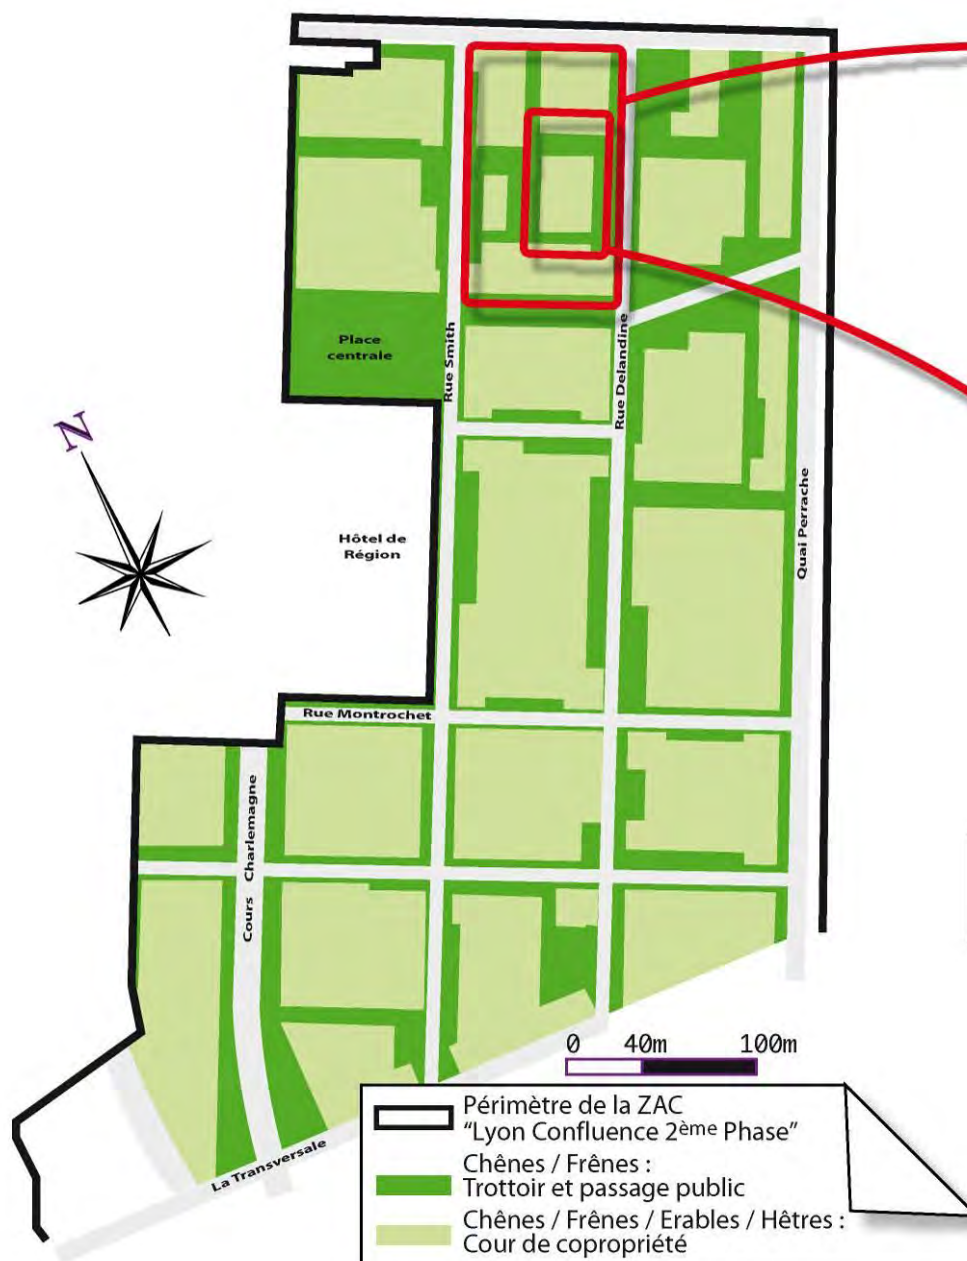 Place
centrale
Rue Smith
Rue Delandine
N
Hôtel de
Région
Quai Perrache
Rue Montrochet
Cours Charlemagne
0 40m 100m
La Transversale
Périmètre de la ZAC
"Lyon Confluence 2ème Phase"
Chênes / Frênes :
Trottoir et passage public
Chênes / Frênes / Erables / Hêtres :
Cour de copropriété